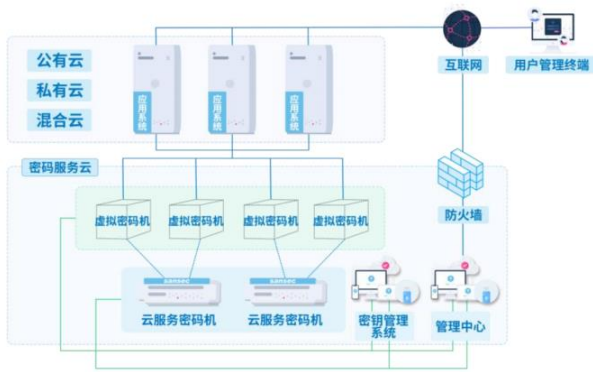 公有云
私有云
混合云
应用系统
应用系统
应用系统
互联网
用户管理终端
密码服务云
防火墙
虚拟密码机
虚拟密码机
虚拟密码机
虚拟密码机
sansec
sansec
云服务密码机
云服务密码机
密钥管理
系统
管理中心